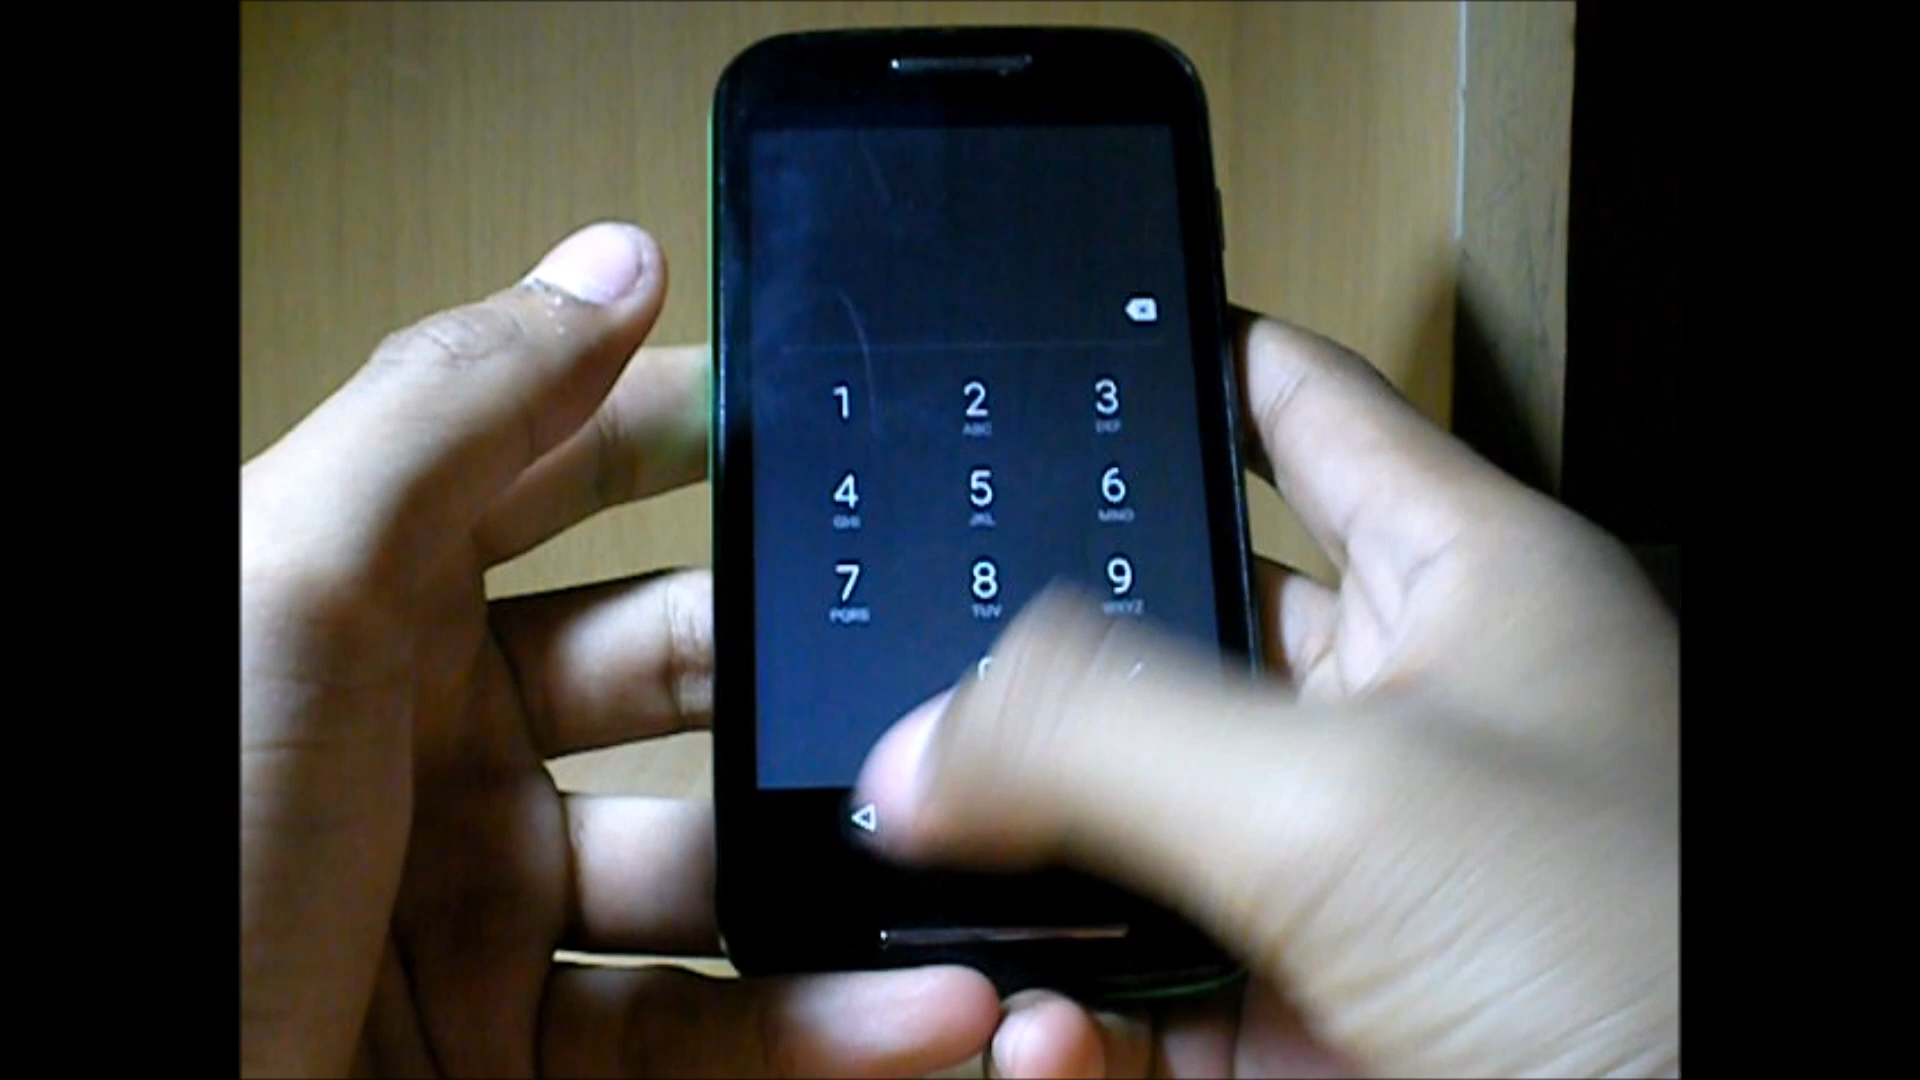 1 2 3
ABC DEF
4 5 6
GHI JKL MNO
7 8 9
PQRS TUV WXYZ